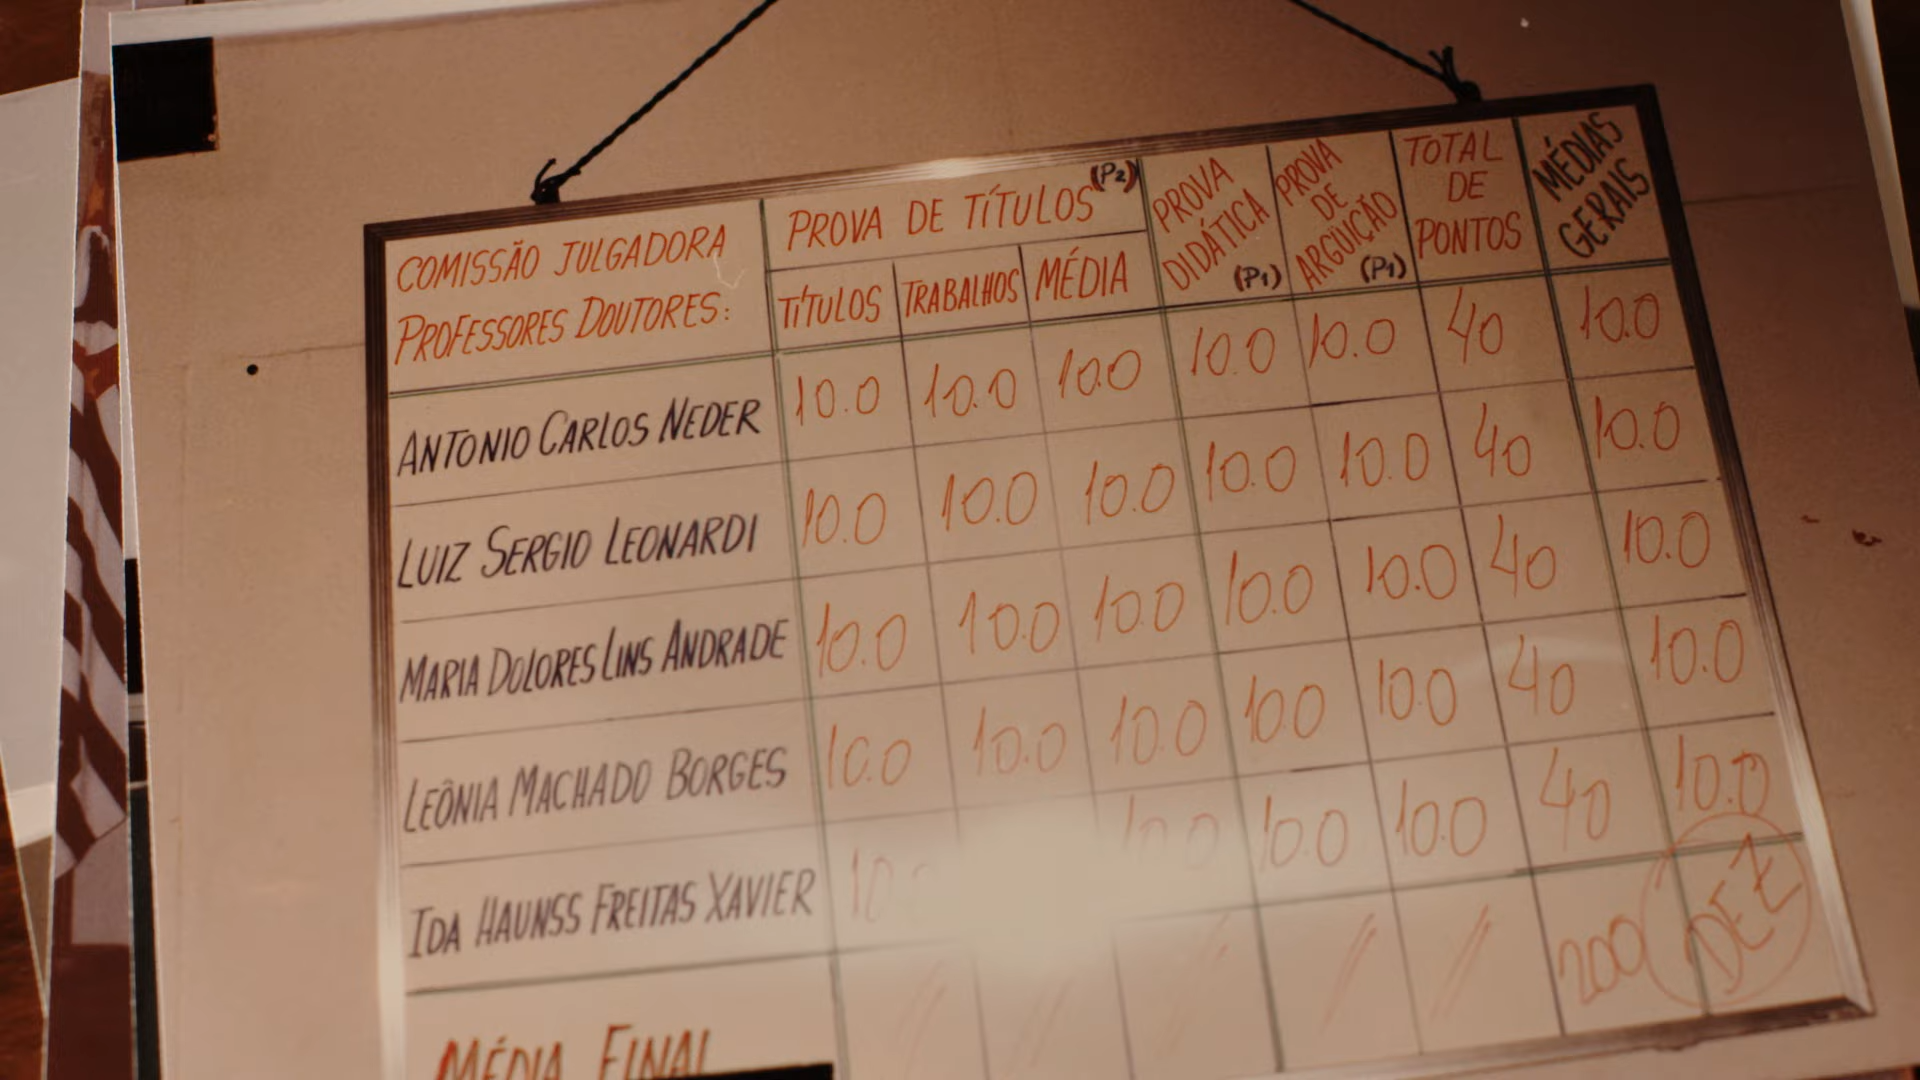 COMISSÃO JULGADORA
PROFESSORES DOUTORES:
PROVA DE TÍTULOS (P2)
TÍTULOS TRABALHOS MÉDIA
PROVA DIDÁTICA (P1)
PROVA DE ARGÜIÇÃO (P1)
TOTAL DE PONTOS
MÉDIAS GERAIS
ANTONIO CARLOS NEDER 10.0 10.0 10.0 10.0 10.0 40 10.0
LUIZ SERGIO LEONARDI 10.0 10.0 10.0 10.0 10.0 40 10.0
MARIA DOLORES LINS ANDRADE 10.0 10.0 10.0 10.0 10.0 40 10.0
LEÔNIA MACHADO BORGES 10.0 10.0 10.0 10.0 10.0 40 10.0
IDA HAUNSS FREITAS XAVIER 10.0 10.0 10.0 10.0 40 10.0
MÉDIA FINAL // // // // // 200 DEZ